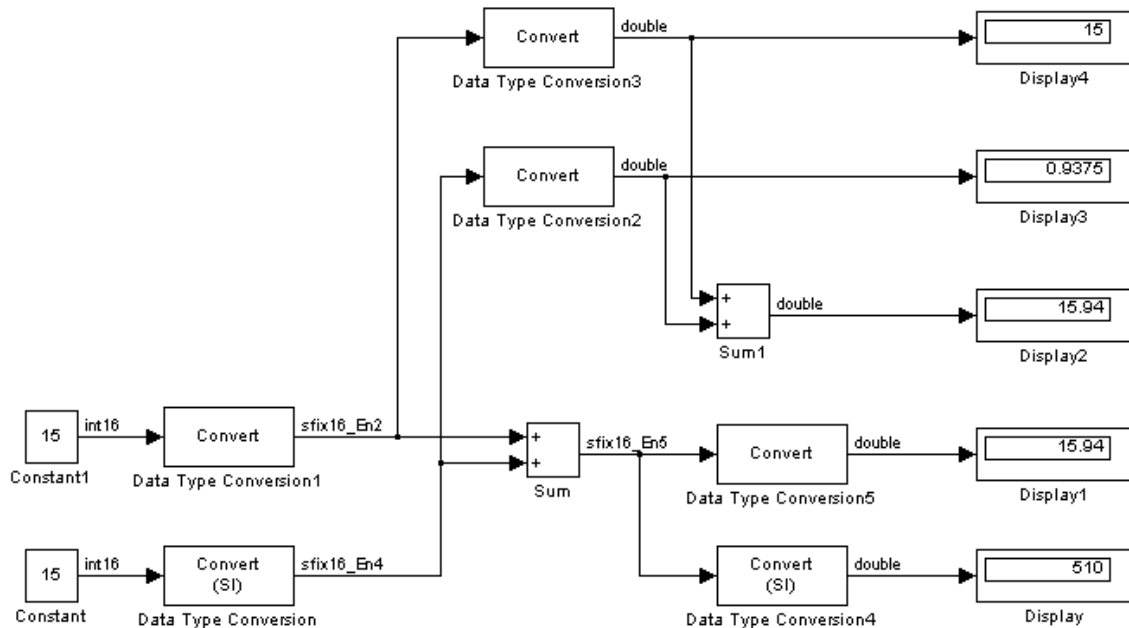 Convert
double
15
Data Type Conversion3
Display4
Convert
double
0.9375
Data Type Conversion2
Display3
+
+
double
15.94
Sum1
Display2
15
int16
Convert
sfix16_En2
+
+
sfix16_En5
Convert
double
15.94
Constant1
Data Type Conversion1
Sum
Data Type Conversion5
Display1
15
int16
Convert
(SI)
sfix16_En4
Convert
(SI)
double
510
Constant
Data Type Conversion
Data Type Conversion4
Display